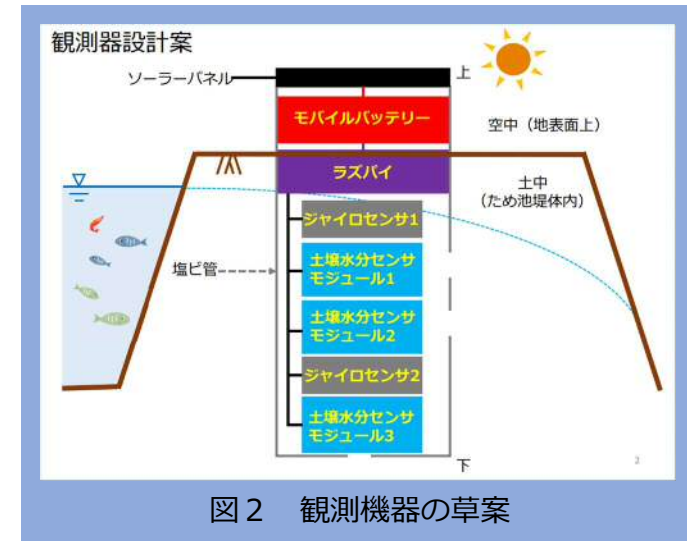 観測器設計案
ソーラーパネル
上
モバイルバッテリー
空中（地表面上）
ラズパイ
土中
（ため池堤体内）
ジャイロセンサ1
塩ビ管
土壌水分センサ
モジュール1
土壌水分センサ
モジュール2
ジャイロセンサ2
土壌水分センサ
モジュール3
下
2
図２　観測機器の草案